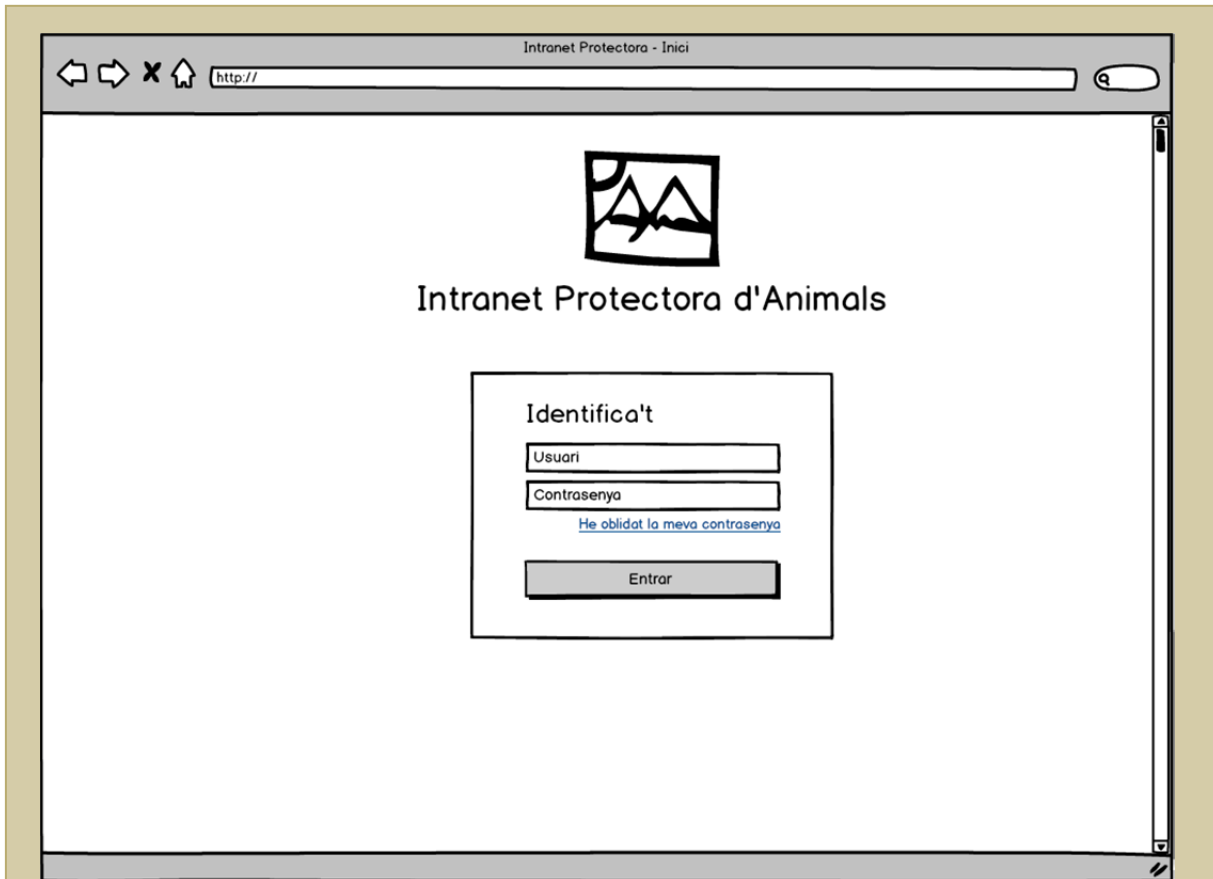 Intranet Protectora - Inici
http://
Intranet Protectora d'Animals
Identifica't
Usuari
Contrasenya
He oblidat la meva contrasenya
Entrar